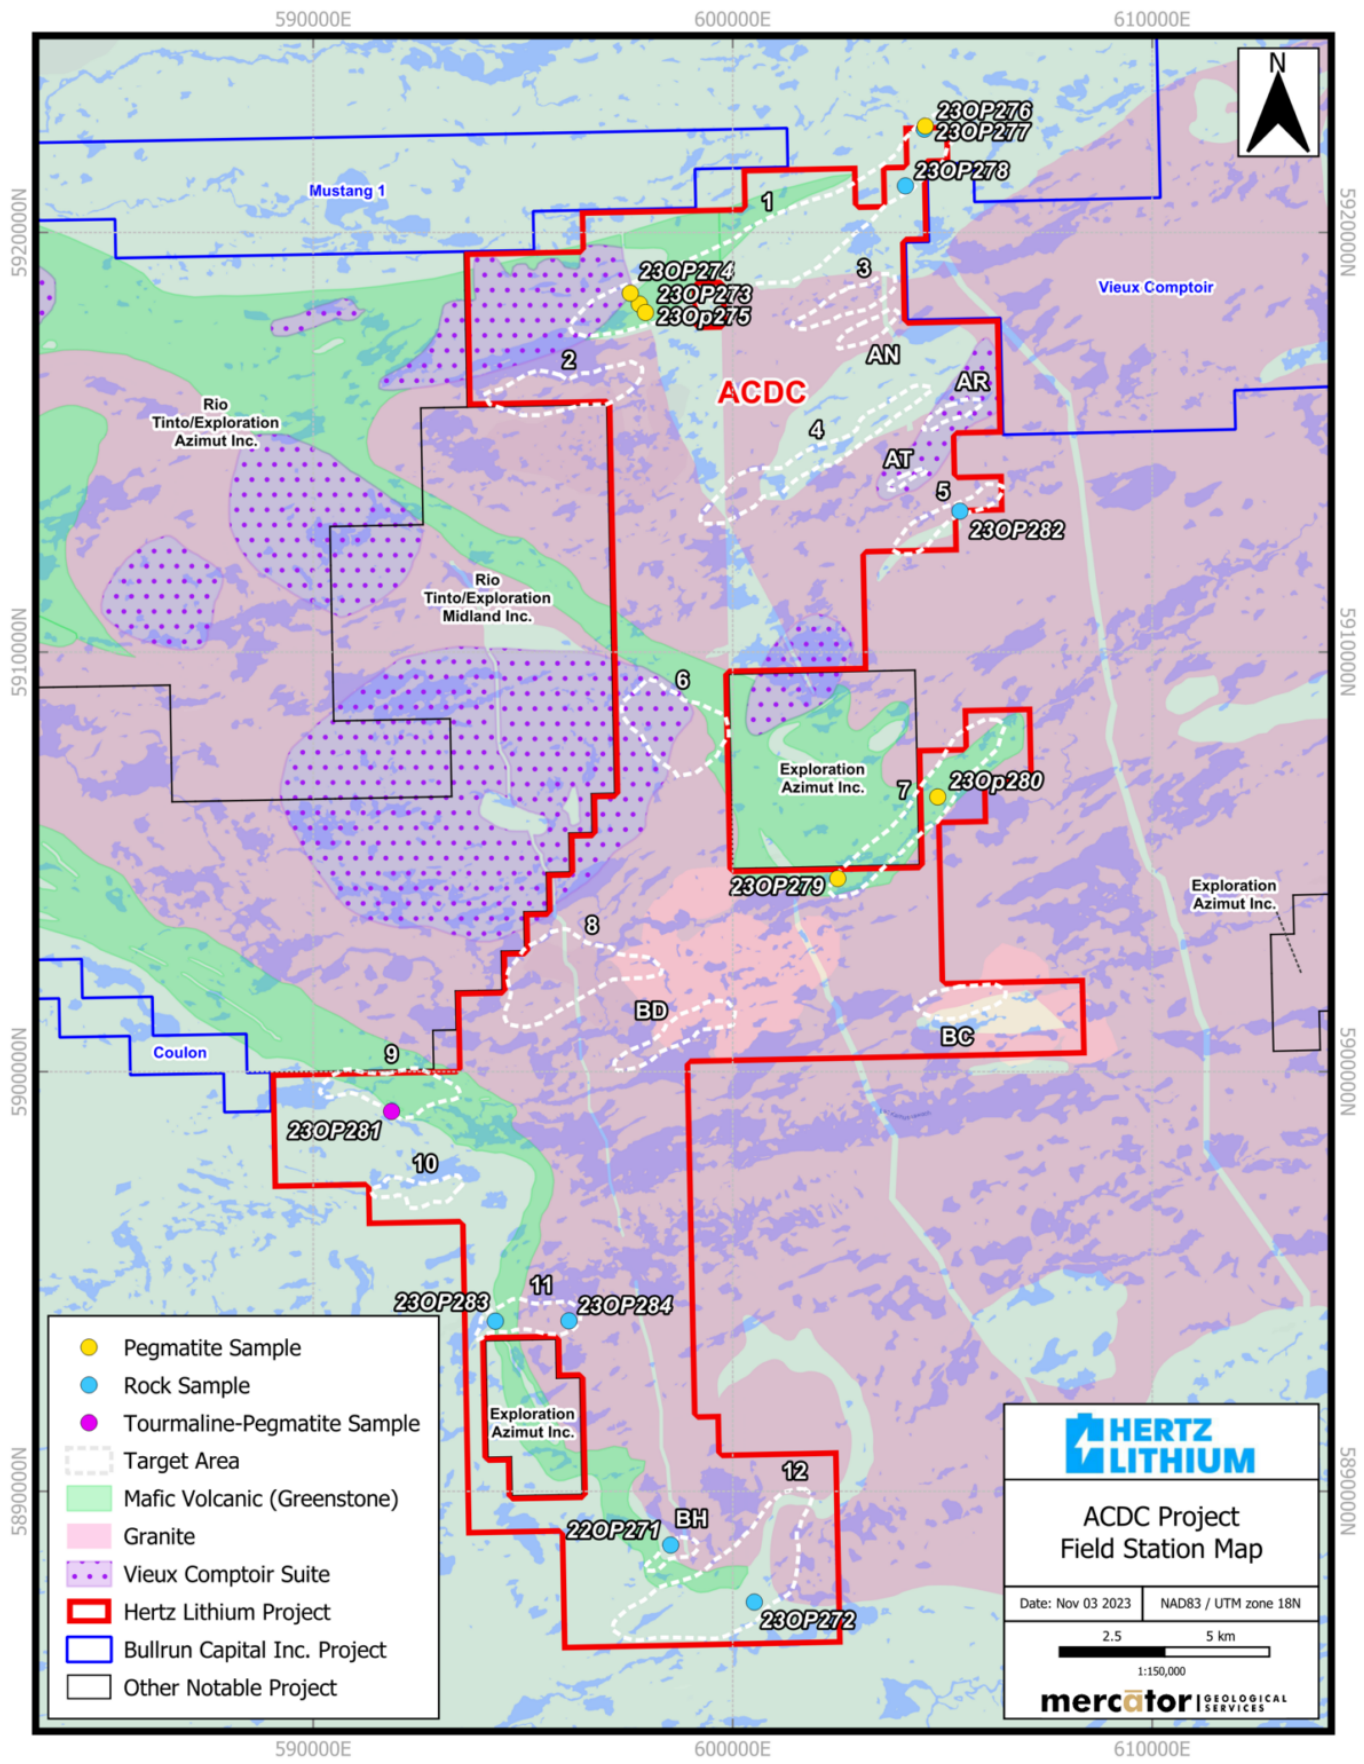 590000E
600000E
610000E
N
23OP276
23OP277
23OP278
Mustang 1
1
5920000N
5920000N
3
23OP274
23OP273
23Op275
Vieux Comptoir
AN
2
ACDC
AR
Rio
Tinto/Exploration
Azimut Inc.
4
AT
5
23OP282
Rio
Tinto/Exploration
Midland Inc.
5910000N
5910000N
6
Exploration
Azimut Inc.
7
23Op280
23OP279
Exploration
Azimut Inc.
8
BD
BC
Coulon
9
5900000N
5900000N
23OP281
10
11
23OP283
23OP284
Exploration
Azimut Inc.
12
5890000N
5890000N
22OP271
BH
23OP272
Pegmatite Sample
Rock Sample
Tourmaline-Pegmatite Sample
Target Area
Mafic Volcanic (Greenstone)
Granite
Vieux Comptoir Suite
Hertz Lithium Project
Bullrun Capital Inc. Project
Other Notable Project
HERTZ
LITHIUM
ACDC Project
Field Station Map
Date: Nov 03 2023
NAD83 / UTM zone 18N
2.5 5 km
1:150,000
mercātor GEOLOGICAL
SERVICES
590000E
600000E
610000E